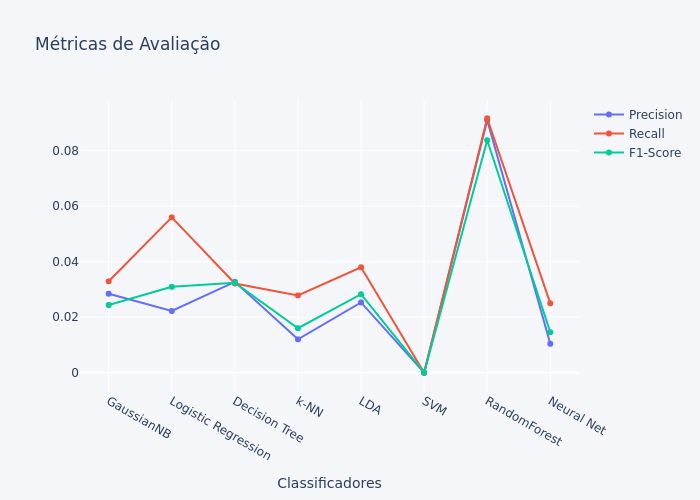 Métricas de Avaliação
Precision
Recall
F1-Score
0.08
0.06
0.04
0.02
0
GaussianNB
Logistic Regression
Decision Tree
k-NN
LDA
SVM
RandomForest
Neural Net
Classificadores